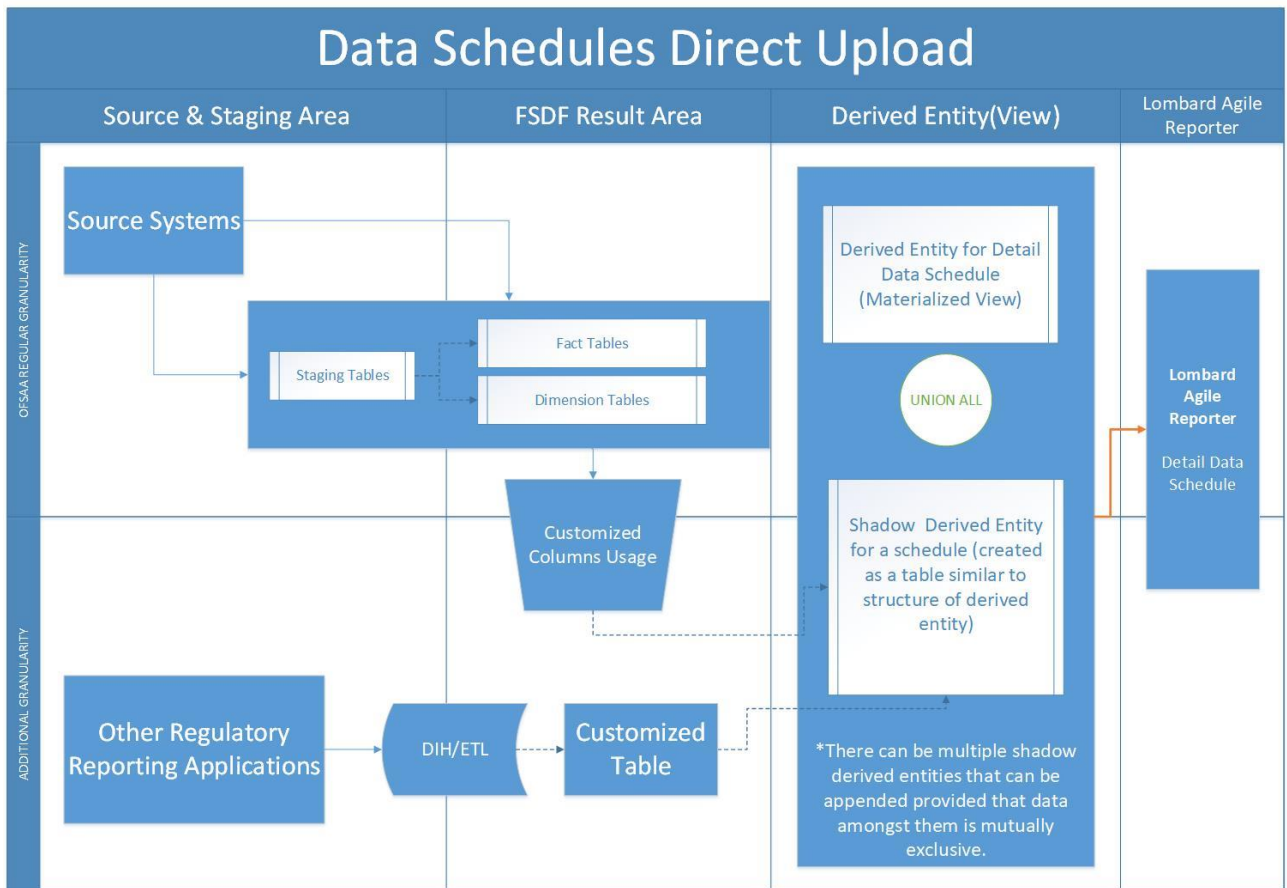 Data Schedules Direct Upload
Source & Staging Area
FSDF Result Area
Derived Entity(View)
Lombard Agile
Reporter
OFSAA REGULAR GRANULARITY
Source Systems
Staging Tables
Fact Tables
Dimension Tables
Customized
Columns Usage
Derived Entity for Detail
Data Schedule
(Materialized View)
UNION ALL
Shadow Derived Entity
for a schedule (created
as a table similar to
structure of derived
entity)
Lombard
Agile
Reporter
Detail Data
Schedule
ADDITIONAL GRANULARITY
Other Regulatory
Reporting Applications
DIH/ETL
Customized
Table
*There can be multiple shadow
derived entities that can be
appended provided that data
amongst them is mutually
exclusive.